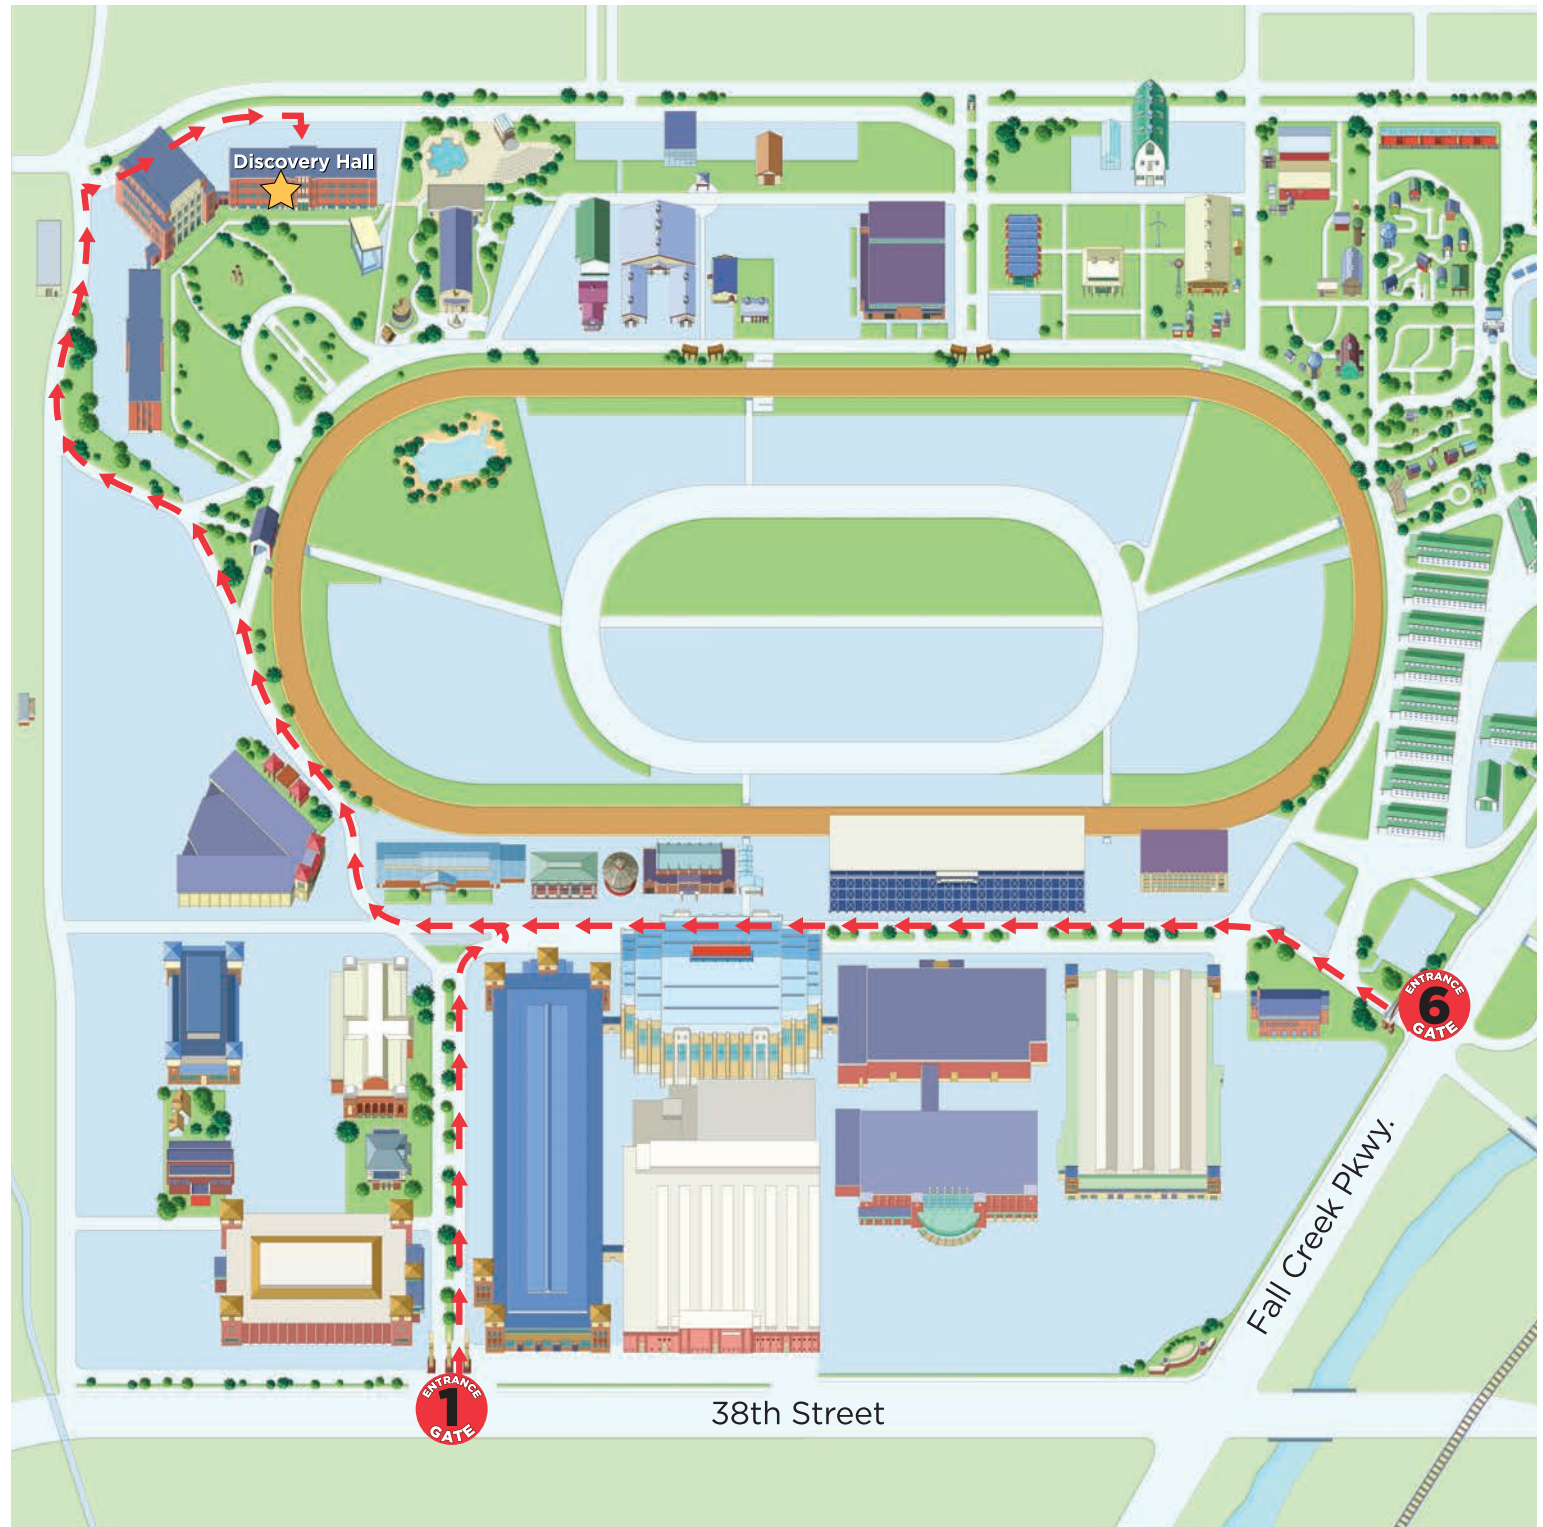 Discovery Hall
ENTRANCE
6
GATE
Fall Creek Pkwy.
ENTRANCE
1
GATE
38th Street